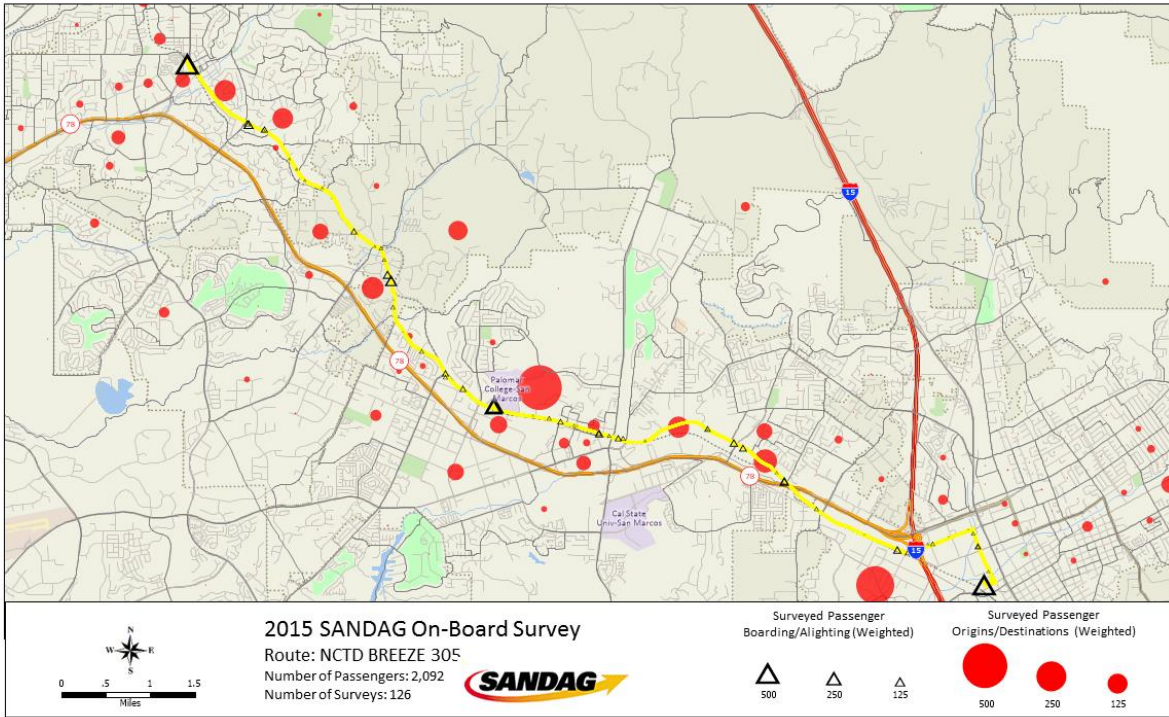 78
15
78
Palomar
College-San
Marcos
78
Cal State
Univ-San Marcos
15
N
W
E
S
0 .5 1 1.5
Miles
2015 SANDAG On-Board Survey
Route: NCTD BREEZE 305
Number of Passengers: 2,092
Number of Surveys: 126
SANDAG
Surveyed Passenger
Boarding/Alighting (Weighted)
500 250 125
Surveyed Passenger
Origins/Destinations (Weighted)
500 250 125